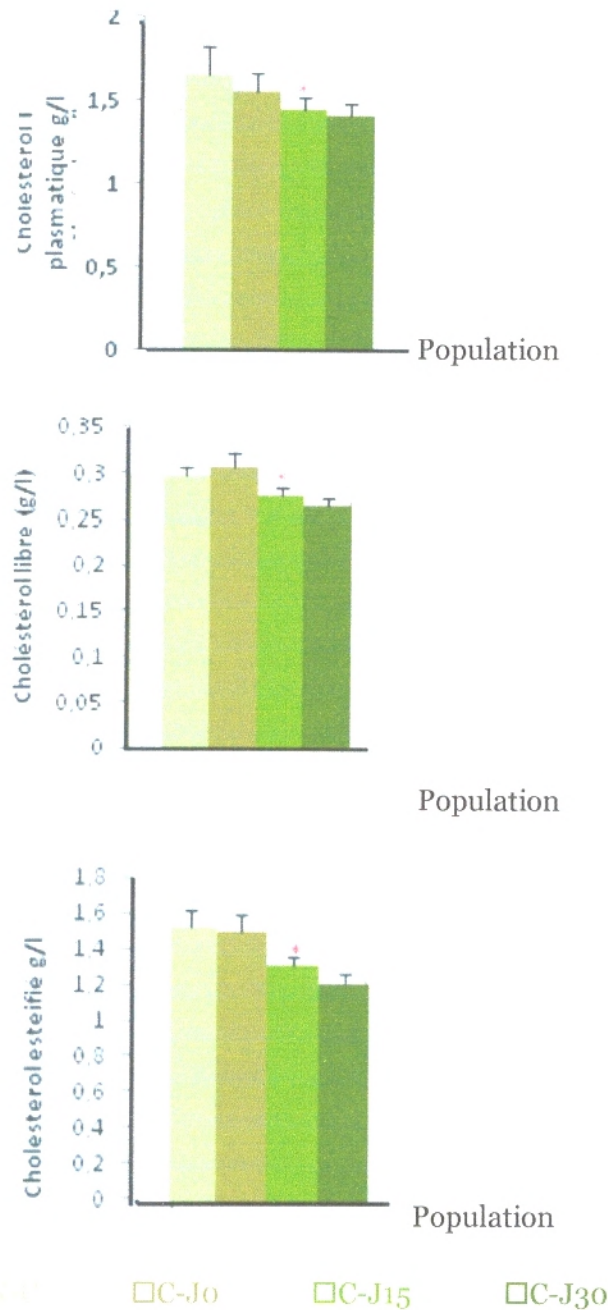 Cholesterol
plasmatique g/l
2
1,5
1
0,5
0
Population
Cholesterol libre (g/l)
0,35
0,3
0,25
0,2
0,15
0,1
0,05
0
Population
Cholesterol esteifie g/l
1,8
1,6
1,4
1,2
1
0,8
0,6
0,4
0,2
0
Population
C-J0 C-J15 C-J30